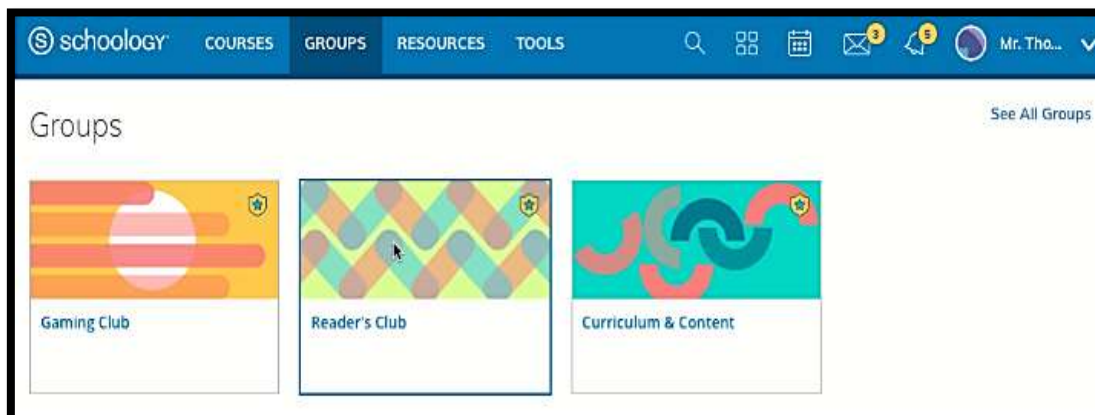 S schoology COURSES GROUPS RESOURCES TOOLS 3 5 Mr. Tho...
Groups See All Groups
Gaming Club Reader's Club Curriculum & Content